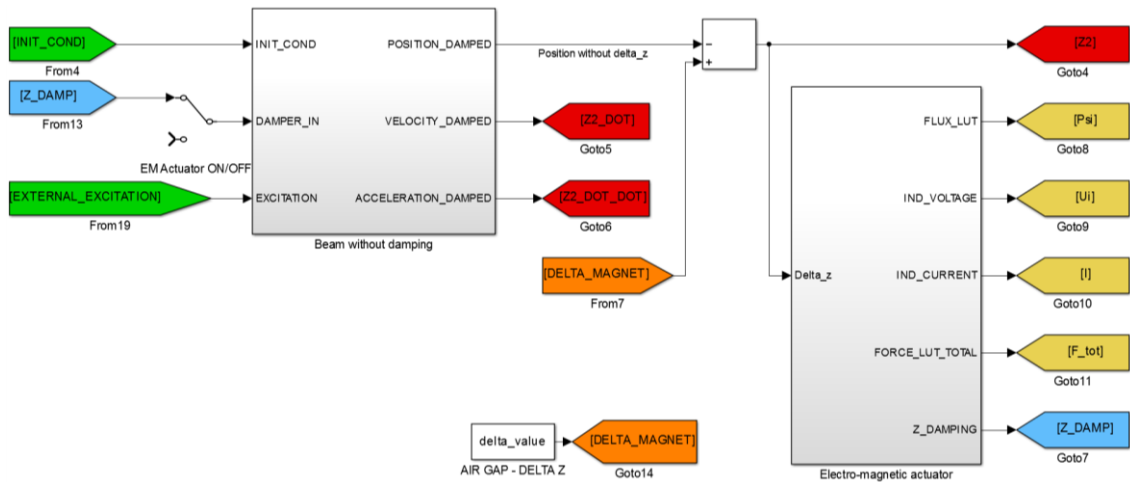 [INIT_COND]
From4
[Z_DAMP]
From13
EM Actuator ON/OFF
[EXTERNAL_EXCITATION]
From19
INIT_COND
DAMPER_IN
EXCITATION
POSITION_DAMPED
VELOCITY_DAMPED
ACCELERATION_DAMPED
Beam without damping
Position without delta_z
−
+
[Z2_DOT]
Goto5
[Z2_DOT_DOT]
Goto6
[DELTA_MAGNET]
From7
delta_value
AIR GAP - DELTA Z
[DELTA_MAGNET]
Goto14
Delta_z
FLUX_LUT
IND_VOLTAGE
IND_CURRENT
FORCE_LUT_TOTAL
Z_DAMPING
Electro-magnetic actuator
[Z2]
Goto4
[Psi]
Goto8
[Ui]
Goto9
[I]
Goto10
[F_tot]
Goto11
[Z_DAMP]
Goto7